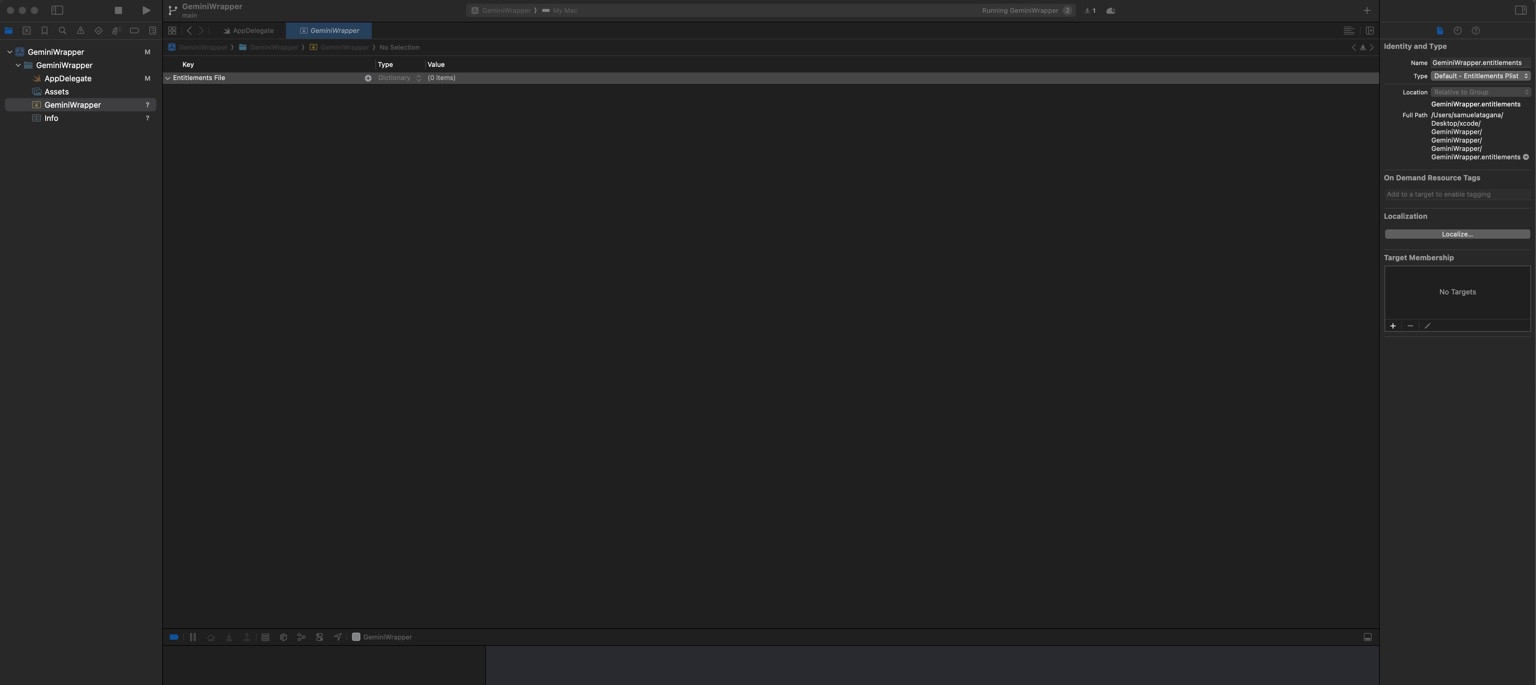 GeminiWrapper
main
GeminiWrapper ⟩ My Mac
Running GeminiWrapper 2
1
AppDelegate
GeminiWrapper
GeminiWrapper ⟩ GeminiWrapper ⟩ GeminiWrapper ⟩ No Selection
GeminiWrapper M
GeminiWrapper
AppDelegate M
Assets
GeminiWrapper ?
Info ?
Key Type Value
Entitlements File Dictionary (0 items)
GeminiWrapper
Identity and Type
Name GeminiWrapper.entitlements
Type Default - Entitlements Plist
Location Relative to Group
GeminiWrapper.entitlements
Full Path /Users/samuelatagana/
Desktop/xcode/
GeminiWrapper/
GeminiWrapper/
GeminiWrapper/
GeminiWrapper.entitlements
On Demand Resource Tags
Add to a target to enable tagging
Localization
Localize...
Target Membership
No Targets